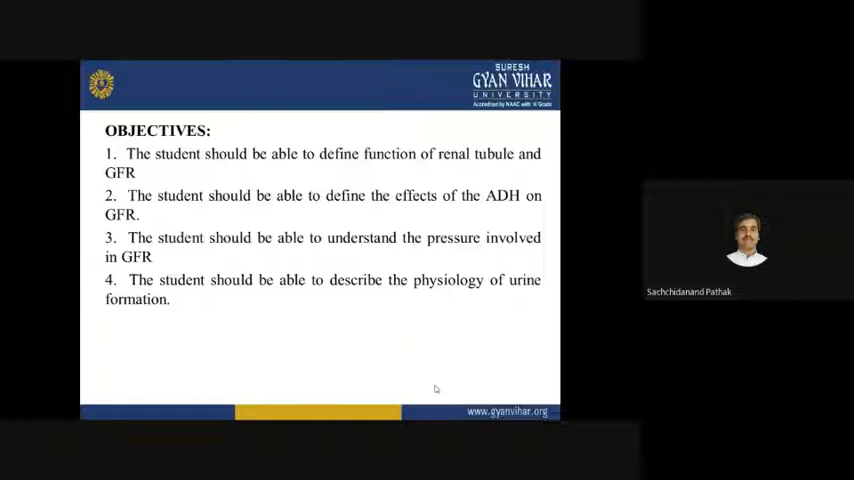 SURESH
GYAN VIHAR
UNIVERSITY
Accredited by NAAC with 'A' Grade
OBJECTIVES:
1. The student should be able to define function of renal tubule and
GFR
2. The student should be able to define the effects of the ADH on
GFR.
3. The student should be able to understand the pressure involved
in GFR
4. The student should be able to describe the physiology of urine
formation.
Sachchidanand Pathak
www.gyanvihar.org